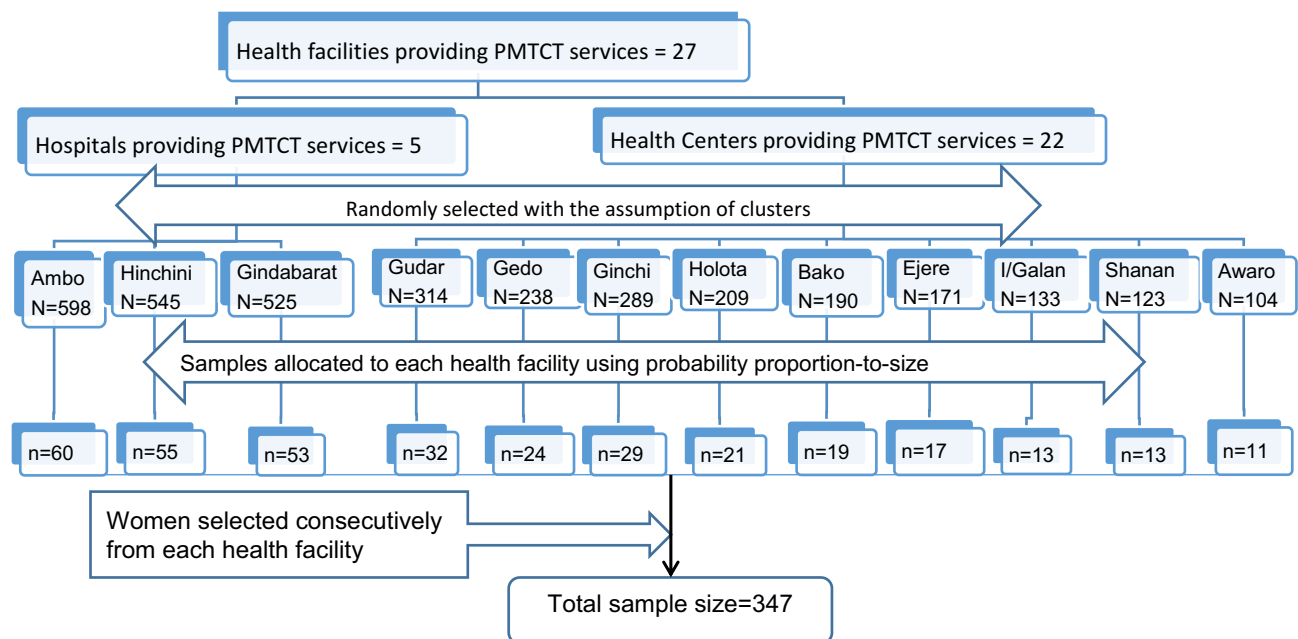 Health facilities providing PMTCT services = 27
Hospitals providing PMTCT services = 5
Health Centers providing PMTCT services = 22
Randomly selected with the assumption of clusters
Ambo
N=598
Hinchini
N=545
Gindabarat
N=525
Gudar
N=314
Gedo
N=238
Ginchi
N=289
Holota
N=209
Bako
N=190
Ejere
N=171
I/Galan
N=133
Shanan
N=123
Awaro
N=104
Samples allocated to each health facility using probability proportion-to-size
n=60
n=55
n=53
n=32
n=24
n=29
n=21
n=19
n=17
n=13
n=13
n=11
Women selected consecutively
from each health facility
Total sample size=347